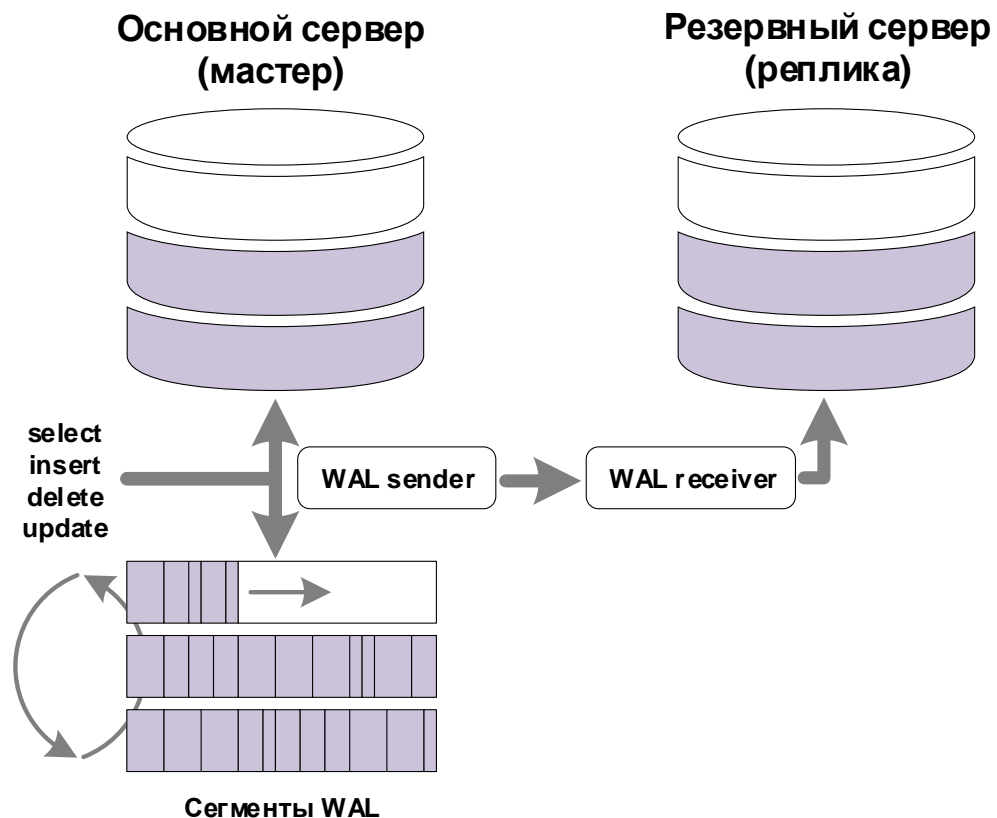 Основной сервер
(мастер)
Резервный сервер
(реплика)
select
insert
delete
update
WAL sender
WAL receiver
Сегменты WAL